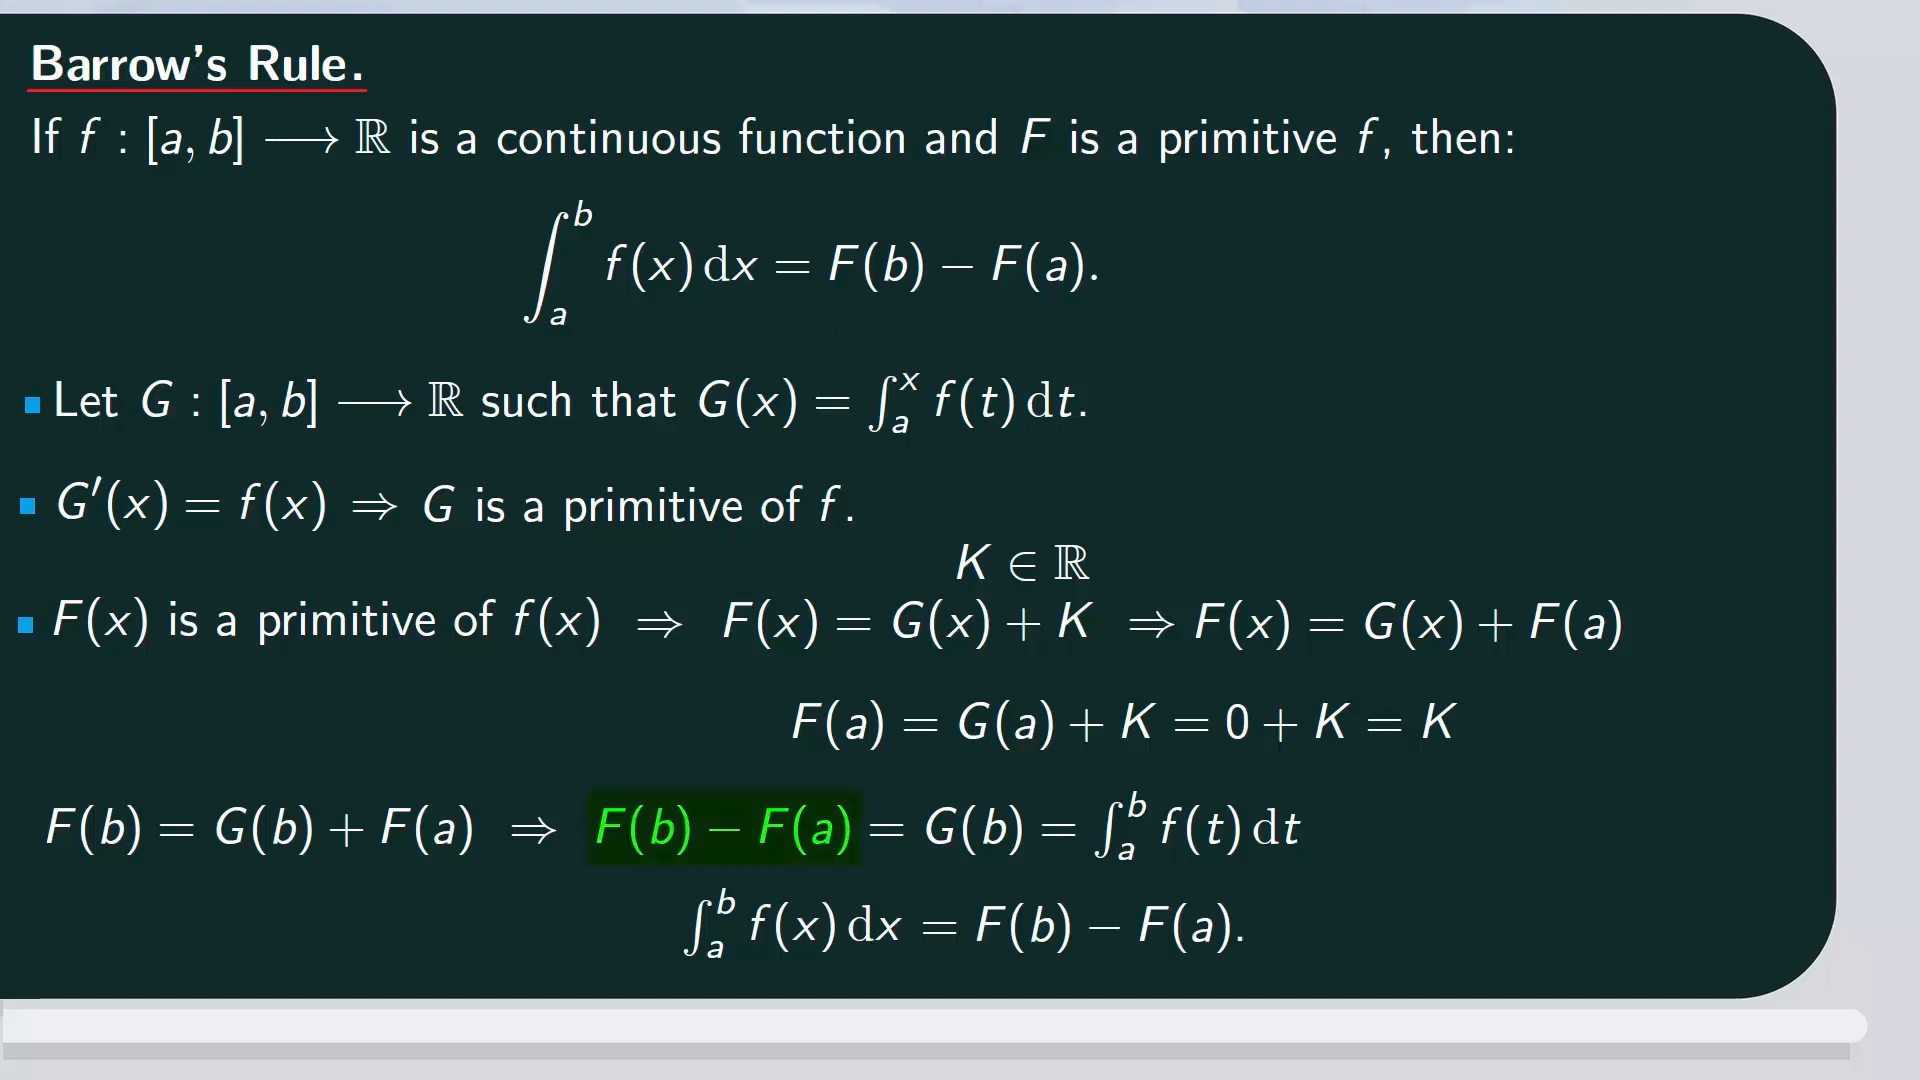 Barrow's Rule.
If f : [a, b] ⟶ ℝ is a continuous function and F is a primitive f, then:
∫_a^b f(x) dx = F(b) − F(a).
Let G : [a, b] ⟶ ℝ such that G(x) = ∫_a^x f(t) dt.
G′(x) = f(x) ⇒ G is a primitive of f.
K ∈ ℝ
F(x) is a primitive of f(x) ⇒ F(x) = G(x) + K ⇒ F(x) = G(x) + F(a)
F(a) = G(a) + K = 0 + K = K
F(b) = G(b) + F(a) ⇒ F(b) − F(a) = G(b) = ∫_a^b f(t) dt
∫_a^b f(x) dx = F(b) − F(a).